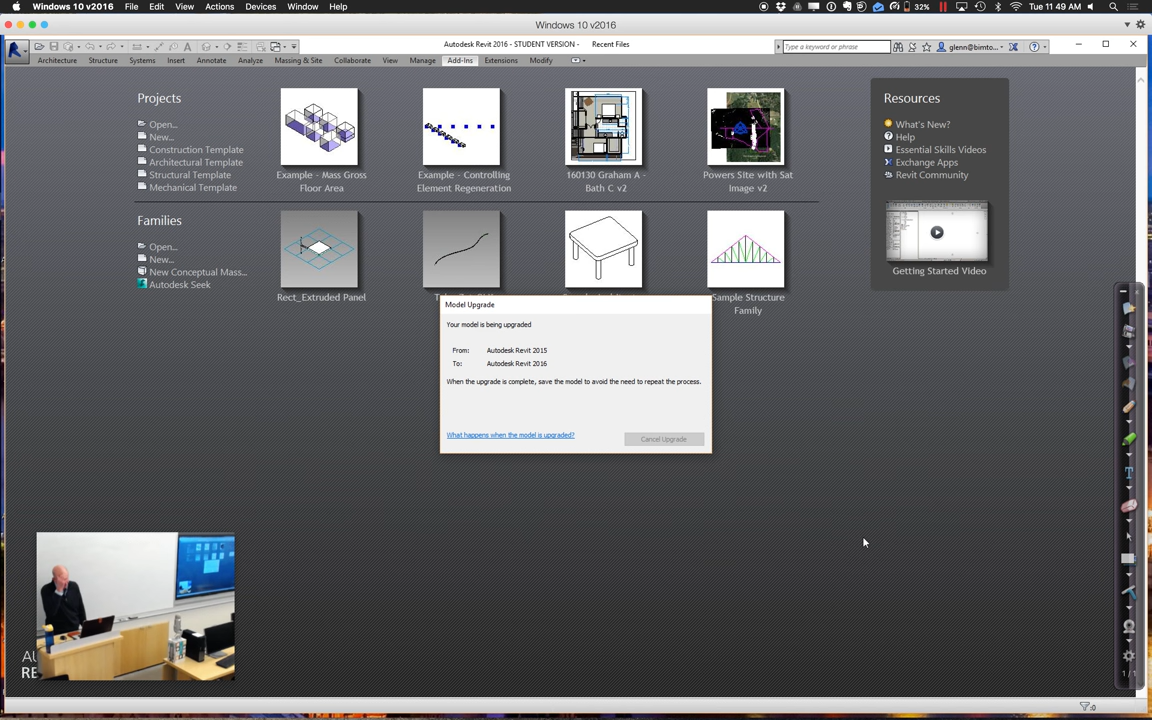 Windows 10 v2016 File Edit View Actions Devices Window Help
32% Tue 11:49 AM
Windows 10 v2016
Autodesk Revit 2016 - STUDENT VERSION - Recent Files
Type a keyword or phrase
glenn@bimto...
Architecture Structure Systems Insert Annotate Analyze Massing & Site Collaborate View Manage Add-Ins Extensions Modify
Projects
Open...
New...
Construction Template
Architectural Template
Structural Template
Mechanical Template
Example - Mass Gross
Floor Area
Example - Controlling
Element Regeneration
160130 Graham A -
Bath C v2
Powers Site with Sat
Image v2
Families
Open...
New...
New Conceptual Mass...
Autodesk Seek
Rect_Extruded Panel
Sample Structure
Family
Resources
What's New?
Help
Essential Skills Videos
Exchange Apps
Revit Community
Getting Started Video
Model Upgrade
Your model is being upgraded
From: Autodesk Revit 2015
To: Autodesk Revit 2016
When the upgrade is complete, save the model to avoid the need to repeat the process.
What happens when the model is upgraded?
Cancel Upgrade
AU
RE
1 / 1
:0